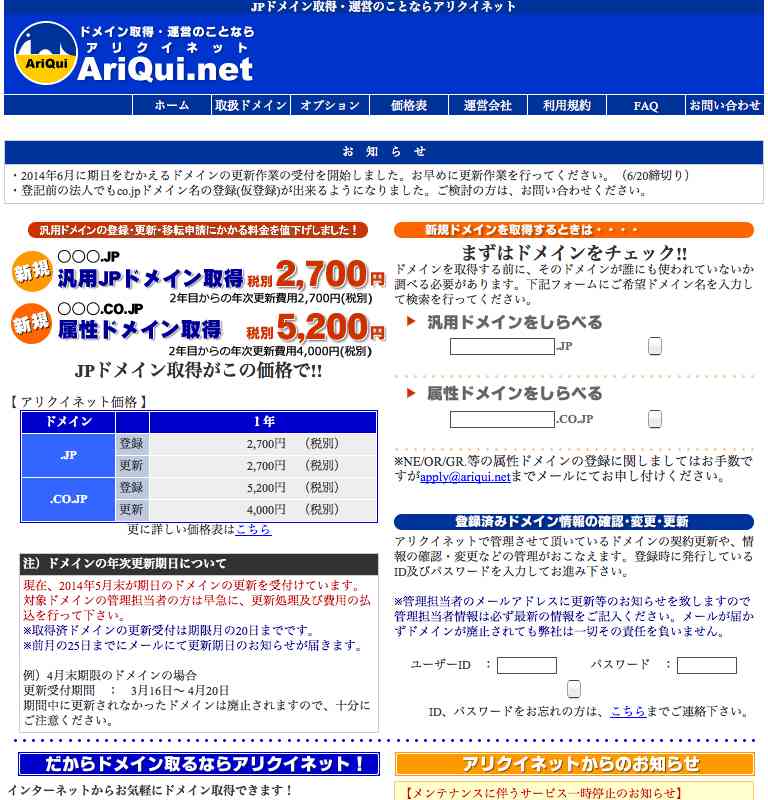 JPドメイン取得・運営のことならアリクイネット
ドメイン取得・運営のことなら
アリクイネット
AriQui
AriQui.net
ホーム
取扱ドメイン
オプション
価格表
運営会社
利用規約
FAQ
お問い合わせ
お 知 ら せ
・2014年6月に期日をむかえるドメインの更新作業の受付を開始しました。お早めに更新作業を行ってください。（6/20締切り）
・登記前の法人でもco.jpドメイン名の登録(仮登録)が出来るようになりました。ご検討の方は、お問い合わせください。
汎用ドメインの登録・更新・移転申請にかかる料金を値下げしました！
新規
○○○.JP
汎用JPドメイン取得 税別 2,700円
2年目からの年次更新費用2,700円(税別)
新規
○○○.CO.JP
属性ドメイン取得 税別 5,200円
2年目からの年次更新費用4,000円(税別)
JPドメイン取得がこの価格で!!
【 アリクイネット価格 】
ドメイン 1 年
.JP 登録 2,700円 （税別）
更新 2,700円 （税別）
.CO.JP 登録 5,200円 （税別）
更新 4,000円 （税別）
更に詳しい価格表はこちら
注）ドメインの年次更新期日について
現在、2014年5月末が期日のドメインの更新を受付けています。
対象ドメインの管理担当者の方は早急に、更新処理及び費用の払
込を行って下さい。
※取得済ドメインの更新受付は期限月の20日までです。
※前月の25日までにメールにて更新期日のお知らせが届きます。
例）4月末期限のドメインの場合
更新受付期間 ： 3月16日～ 4月20日
期間中に更新されなかったドメインは廃止されますので、十分に
ご注意ください。
新規ドメインを取得するときは・・・・
まずはドメインをチェック!!
ドメインを取得する前に、そのドメインが誰にも使われていないか
調べる必要があります。下記フォームにご希望ドメイン名を入力し
て検索を行ってください。
汎用ドメインをしらべる
.JP
属性ドメインをしらべる
.CO.JP
※NE/OR/GR.等の属性ドメインの登録に関しましてはお手数で
すがapply@ariqui.netまでメールにてお申し付けください。
登録済みドメイン情報の確認・変更・更新
アリクイネットで管理させて頂いているドメインの契約更新や、情
報の確認・変更などの管理がおこなえます。登録時に発行している
ID及びパスワードを入力してお進み下さい。
※管理担当者のメールアドレスに更新等のお知らせを致しますので
管理担当者情報は必ず最新の情報をご記入ください。メールが届か
ずドメインが廃止されても弊社は一切その責任を負いません。
ユーザーID ： パスワード ：
ID、パスワードをお忘れの方は、こちらまでご連絡下さい。
だからドメイン取るならアリクイネット！
インターネットからお気軽にドメイン取得できます！
アリクイネットからのお知らせ
【メンテナンスに伴うサービス一時停止のお知らせ】